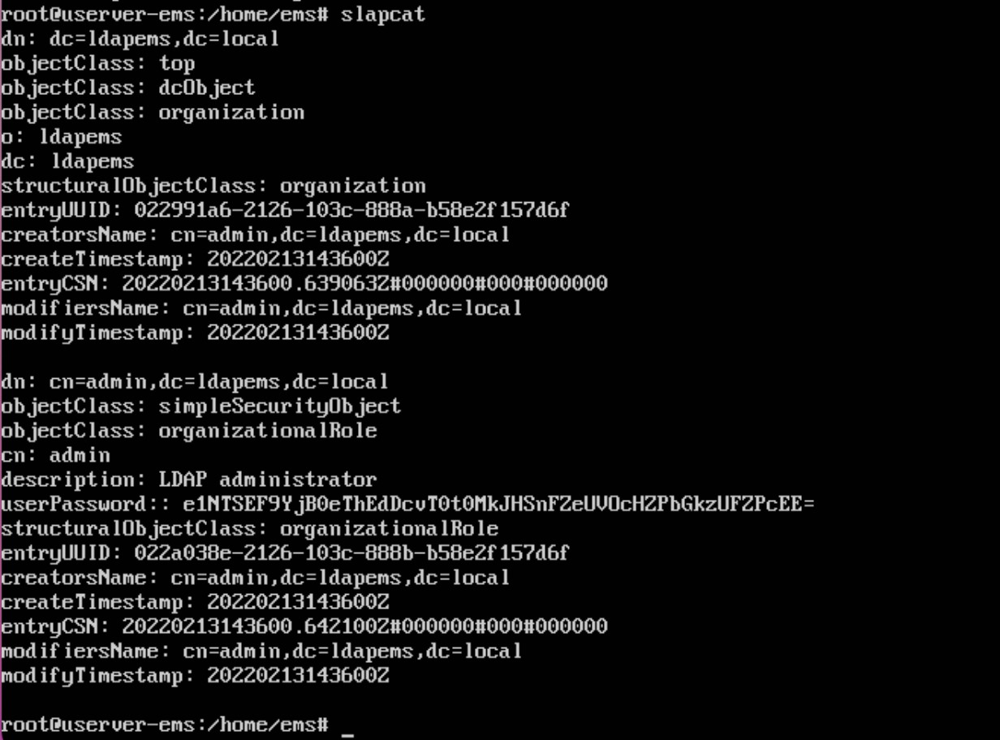 root@userver-ems:/home/ems# slapcat
dn: dc=ldapems,dc=local
objectClass: top
objectClass: dcObject
objectClass: organization
o: ldapems
dc: ldapems
structuralObjectClass: organization
entryUUID: 022991a6-2126-103c-888a-b58e2f157d6f
creatorsName: cn=admin,dc=ldapems,dc=local
createTimestamp: 20220213143600Z
entryCSN: 20220213143600.639063Z#000000#000#000000
modifiersName: cn=admin,dc=ldapems,dc=local
modifyTimestamp: 20220213143600Z

dn: cn=admin,dc=ldapems,dc=local
objectClass: simpleSecurityObject
objectClass: organizationalRole
cn: admin
description: LDAP administrator
userPassword:: e1NTSEF9YjB0eThEdDcvT0t0MkJHSnFZeUVOcHZPbGkzUFZPcEE=
structuralObjectClass: organizationalRole
entryUUID: 022a038e-2126-103c-888b-b58e2f157d6f
creatorsName: cn=admin,dc=ldapems,dc=local
createTimestamp: 20220213143600Z
entryCSN: 20220213143600.642100Z#000000#000#000000
modifiersName: cn=admin,dc=ldapems,dc=local
modifyTimestamp: 20220213143600Z

root@userver-ems:/home/ems# _